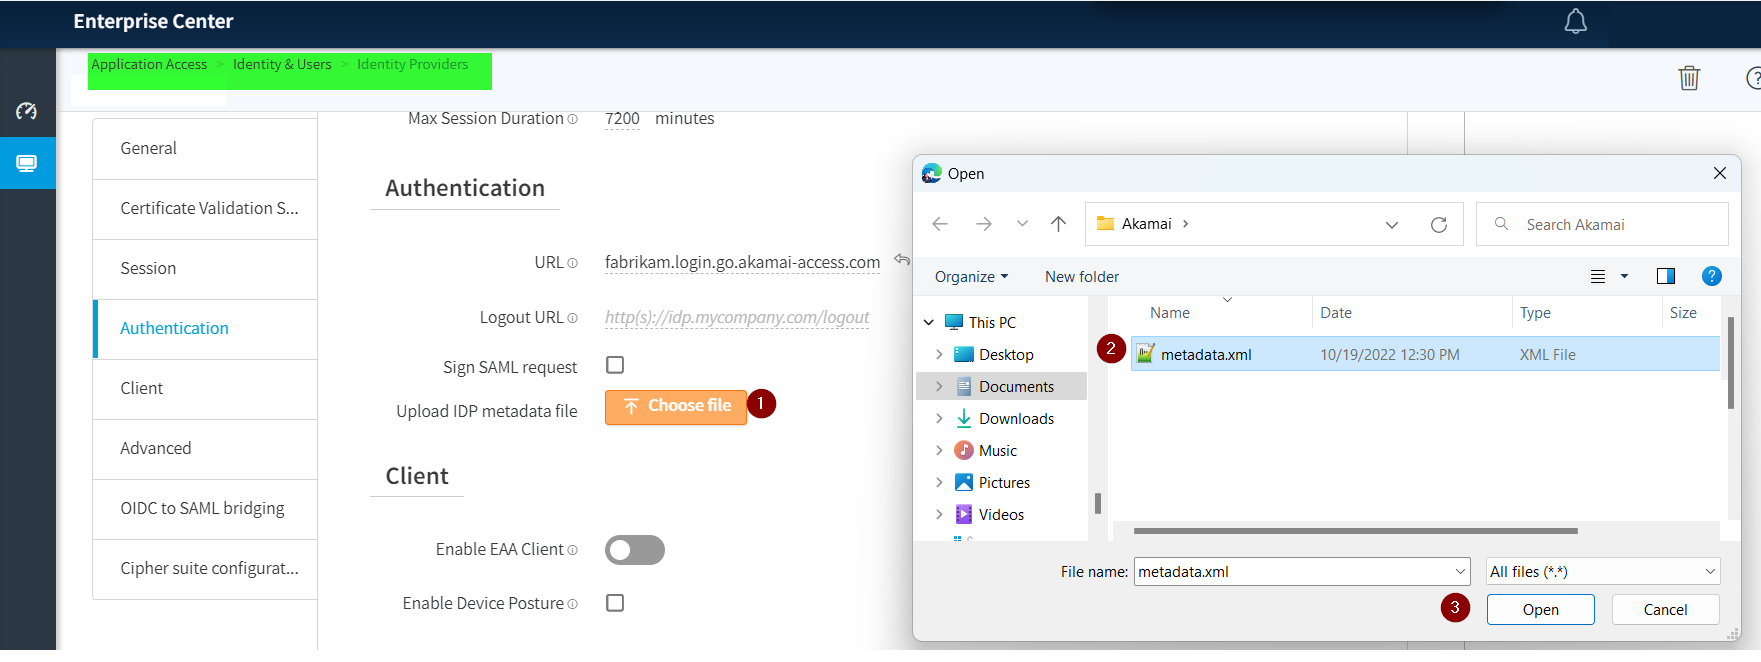 Enterprise Center
Application Access > Identity & Users > Identity Providers
?
General
Certificate Validation S...
Session
Authentication
Client
Advanced
OIDC to SAML bridging
Cipher suite configurat...
Max Session Duration 7200 minutes
Authentication
URL fabrikam.login.go.akamai-access.com
Logout URL http(s)://idp.mycompany.com/logout
Sign SAML request
Upload IDP metadata file Choose file 1
Client
Enable EAA Client
Enable Device Posture
Open
Akamai >
Search Akamai
Organize New folder
?
Name Date Type Size
This PC
Desktop
Documents
Downloads
Music
Pictures
Videos
2 metadata.xml 10/19/2022 12:30 PM XML File
File name: metadata.xml All files (*.*)
3 Open Cancel